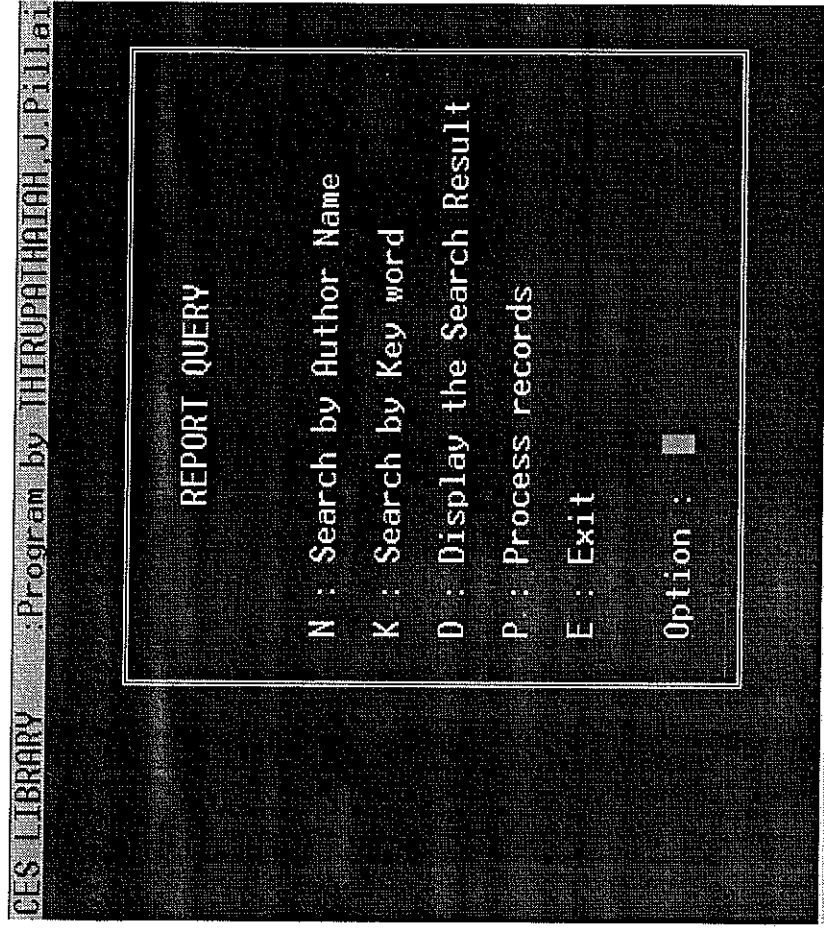 CES LIBRARY :Program by THIRUPATHAIAH,J.Pillai
REPORT QUERY
N : Search by Author Name
K : Search by Key word
D : Display the Search Result
P : Process records
E : Exit
Option :